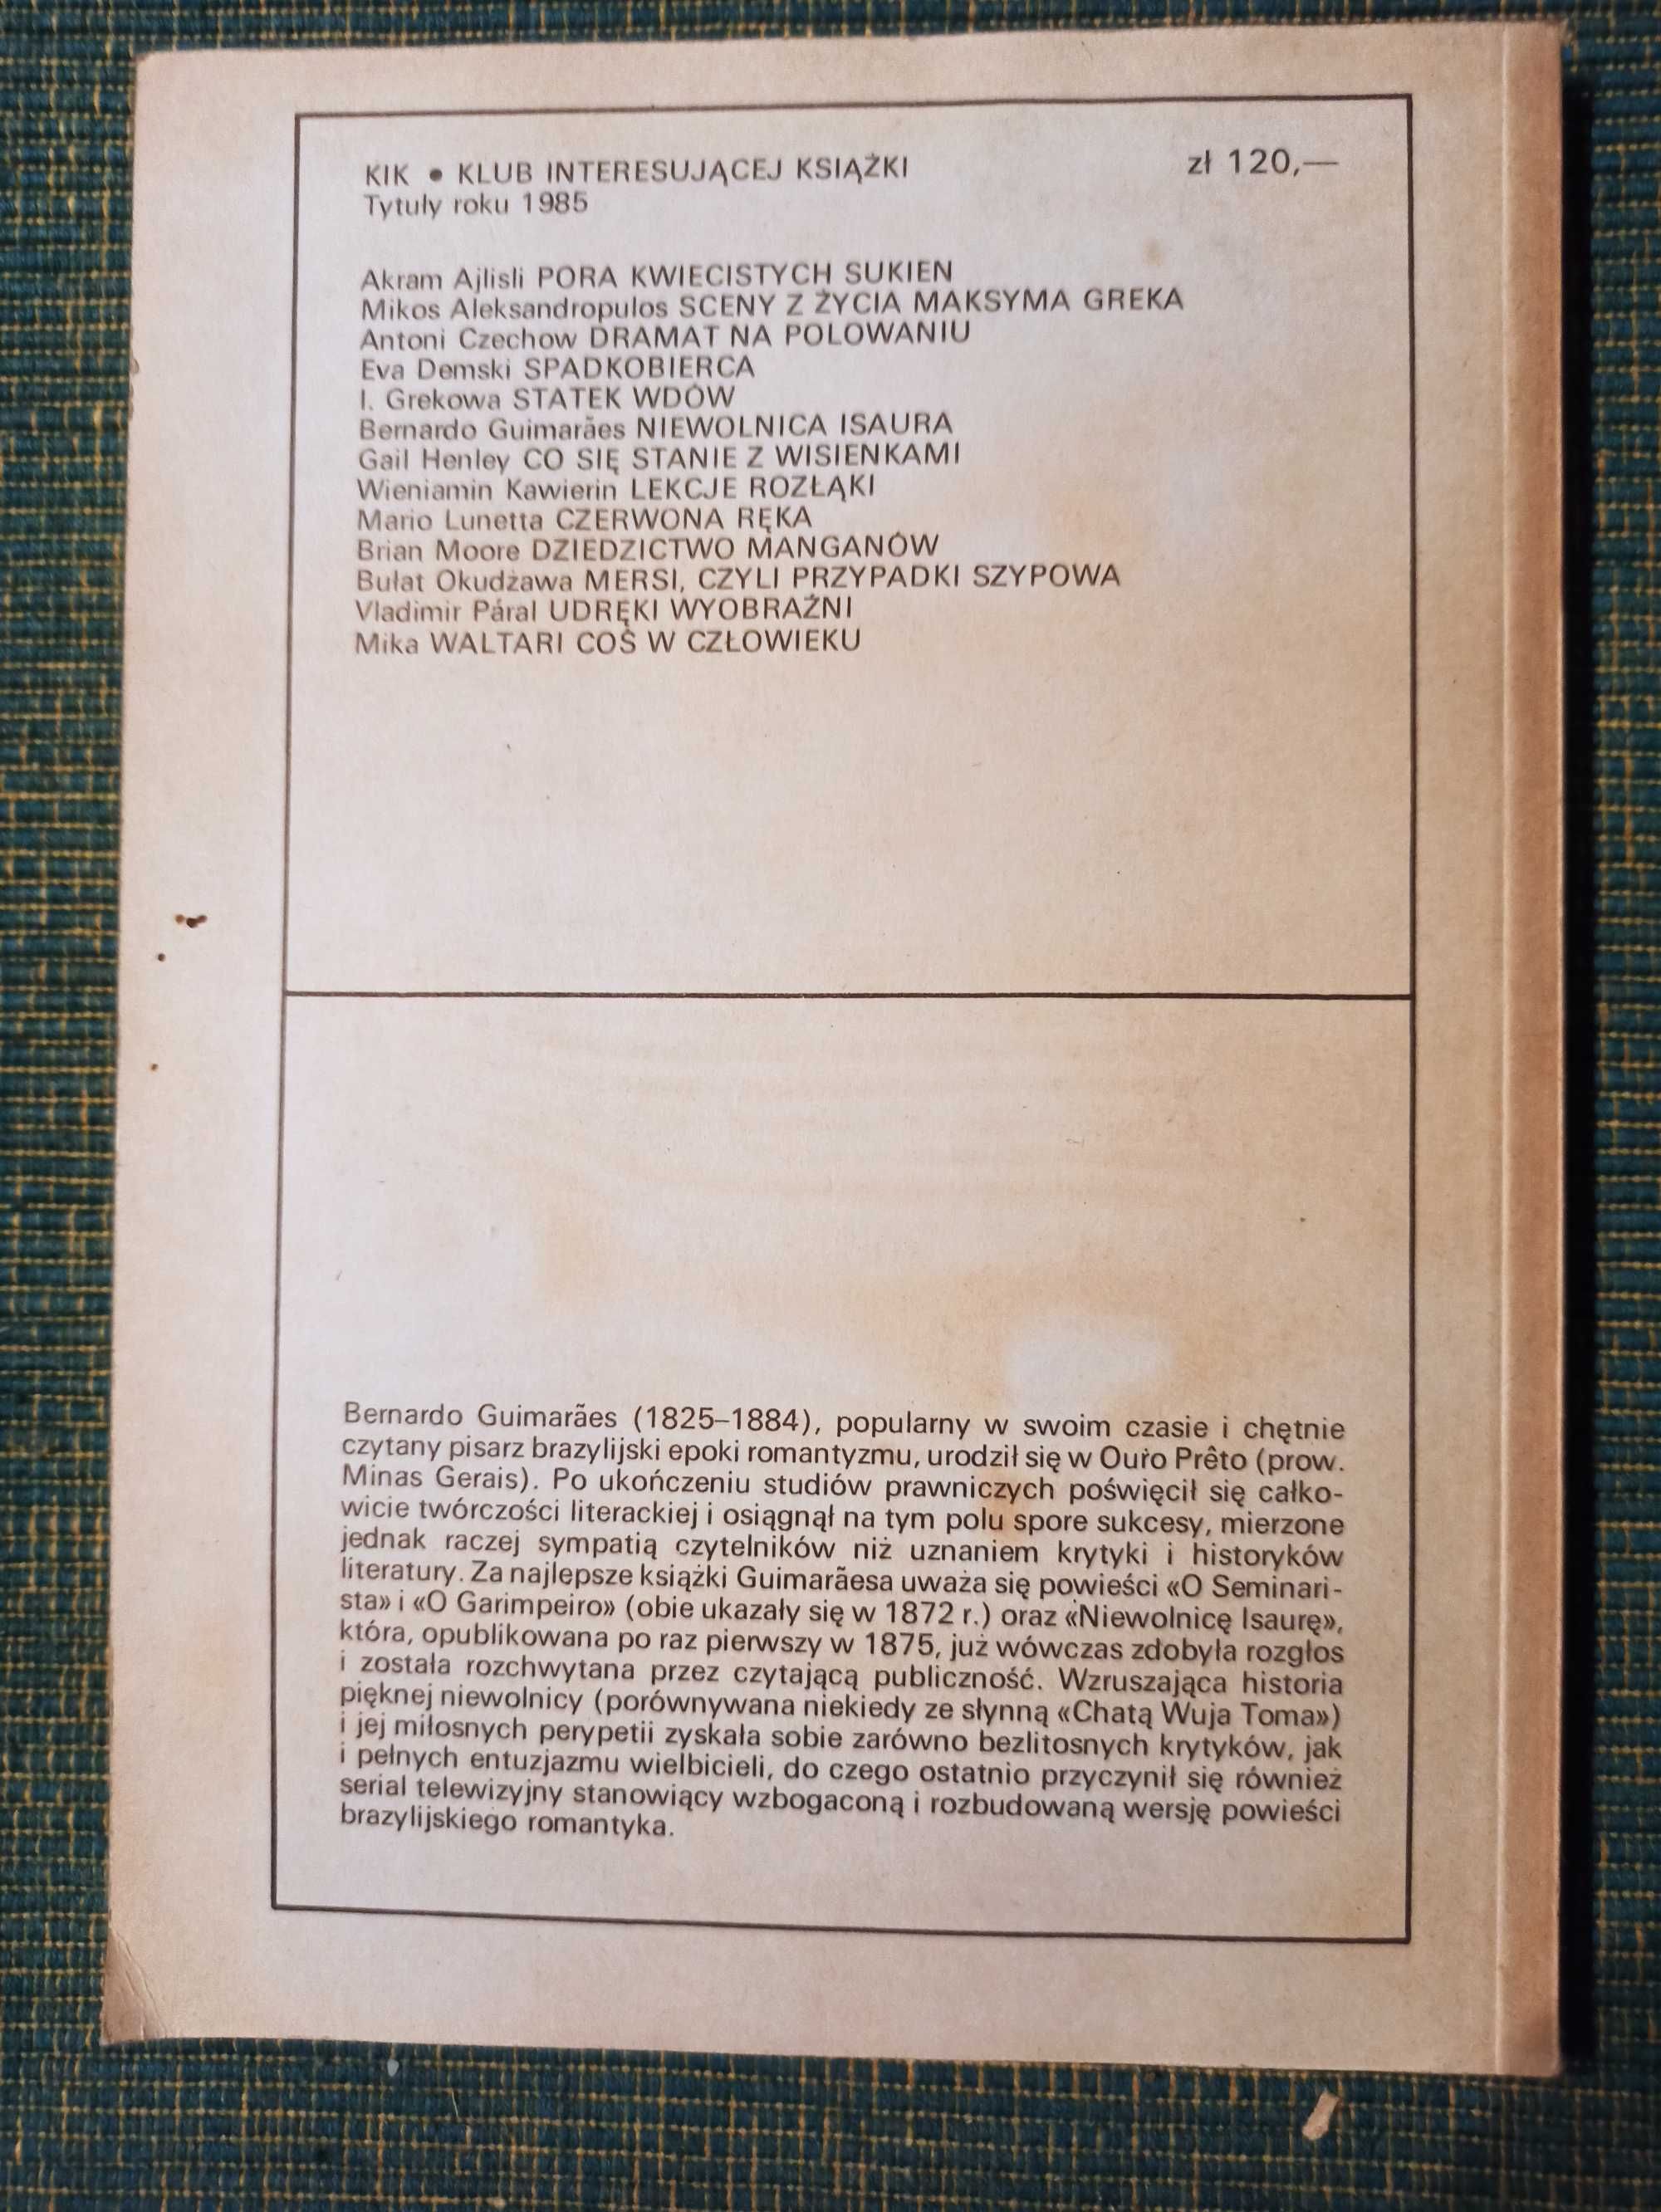 KIK • KLUB INTERESUJĄCEJ KSIĄŻKI zł 120,—
Tytuły roku 1985
Akram Ajlisli PORA KWIECISTYCH SUKIEN
Mikos Aleksandropulos SCENY Z ŻYCIA MAKSYMA GREKA
Antoni Czechow DRAMAT NA POLOWANIU
Eva Demski SPADKOBIERCA
I. Grekowa STATEK WDÓW
Bernardo Guimarães NIEWOLNICA ISAURA
Gail Henley CO SIĘ STANIE Z WISIENKAMI
Wieniamin Kawierin LEKCJE ROZŁĄKI
Mario Lunetta CZERWONA RĘKA
Brian Moore DZIEDZICTWO MANGANÓW
Bułat Okudżawa MERSI, CZYLI PRZYPADKI SZYPOWA
Vladimir Páral UDRĘKI WYOBRAŹNI
Mika WALTARI COŚ W CZŁOWIEKU
Bernardo Guimarães (1825–1884), popularny w swoim czasie i chętnie
czytany pisarz brazylijski epoki romantyzmu, urodził się w Ouro Prêto (prow.
Minas Gerais). Po ukończeniu studiów prawniczych poświęcił się całko-
wicie twórczości literackiej i osiągnął na tym polu spore sukcesy, mierzone
jednak raczej sympatią czytelników niż uznaniem krytyki i historyków
literatury. Za najlepsze książki Guimarãesa uważa się powieści «O Seminari-
sta» i «O Garimpeiro» (obie ukazały się w 1872 r.) oraz «Niewolnicę Isaurę»,
która, opublikowana po raz pierwszy w 1875, już wówczas zdobyła rozgłos
i została rozchwytana przez czytającą publiczność. Wzruszająca historia
pięknej niewolnicy (porównywana niekiedy ze słynną «Chatą Wuja Toma»)
i jej miłosnych perypetii zyskała sobie zarówno bezlitosnych krytyków, jak
i pełnych entuzjazmu wielbicieli, do czego ostatnio przyczynił się również
serial telewizyjny stanowiący wzbogaconą i rozbudowaną wersję powieści
brazylijskiego romantyka.